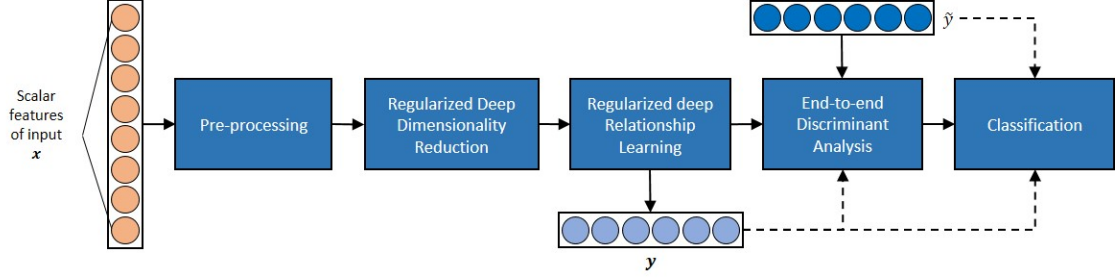 Scalar
features
of input
x
Pre-processing
Regularized Deep
Dimensionality
Reduction
Regularized deep
Relationship
Learning
y
ỹ
End-to-end
Discriminant
Analysis
Classification